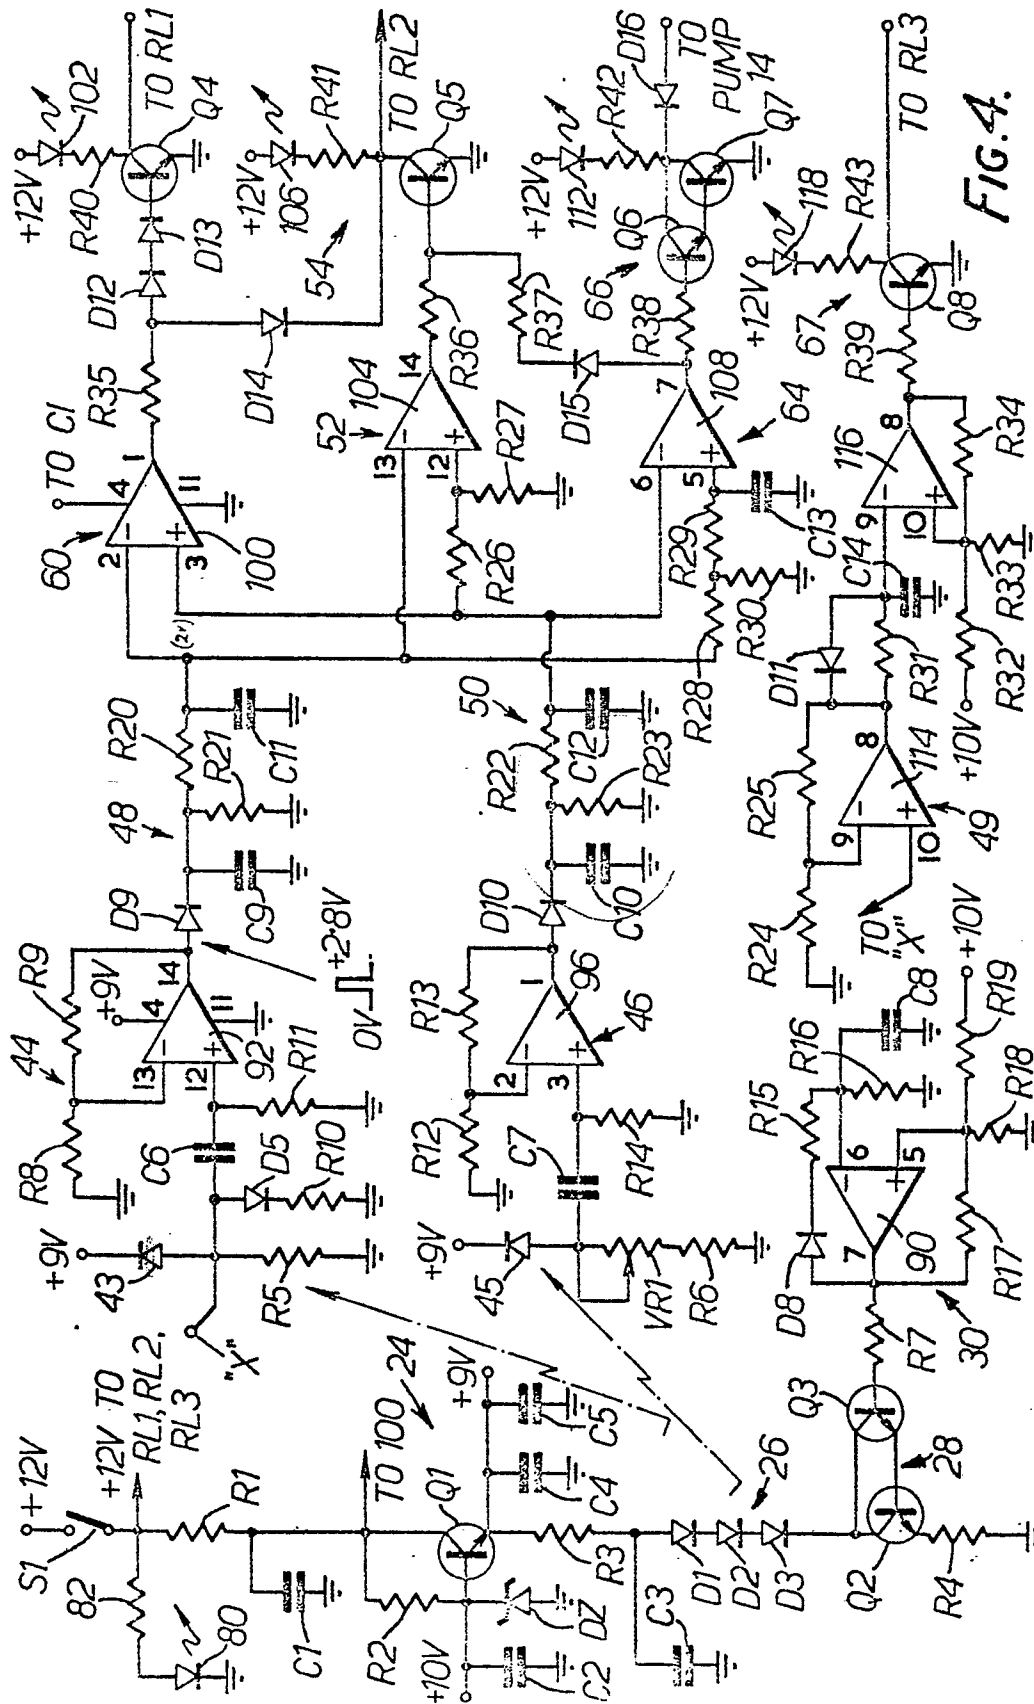 +12V
S1
82
80
+12V TO
RL1, RL2,
RL3
R1
C1
R2
+10V
C2
DZ
TO 100
24
Q1
+9V
C4
C5
R3
C3
D1
D2
D3
26
Q2
Q3
28
R4
"X"
+9V
43
R5
D5
R10
R8
44
R9
C6
+9V
13
12
4
14
11
92
R11
0V
+2·8V
D9
48
C9
R20
R21
C11
(2V)
+9V
45
VR1
R6
C7
R12
R13
2
3
1
R14
96
46
D10
C10
R22
50
C12
R23
R7
30
D8
R15
7
6
5
90
R16
C8
R17
R18
R19
+10V
60
TO C1
2
3
4
1
11
100
R35
D12
D13
D14
+12V
R40
102
TO RL1
Q4
52
13
12
14
104
R26
R27
R36
R37
54
+12V
106
R41
TO RL2
Q5
R28
R29
R30
C13
6
5
7
108
64
D15
R38
66
Q6
+12V
112
R42
D16
TO
PUMP
14
Q7
R24
R25
TO
"X"
9
10
8
114
49
D11
R31
C14
+10V
R32
R33
R34
9
10
8
116
R39
67
+12V
118
R43
Q8
TO RL3
FIG.4.